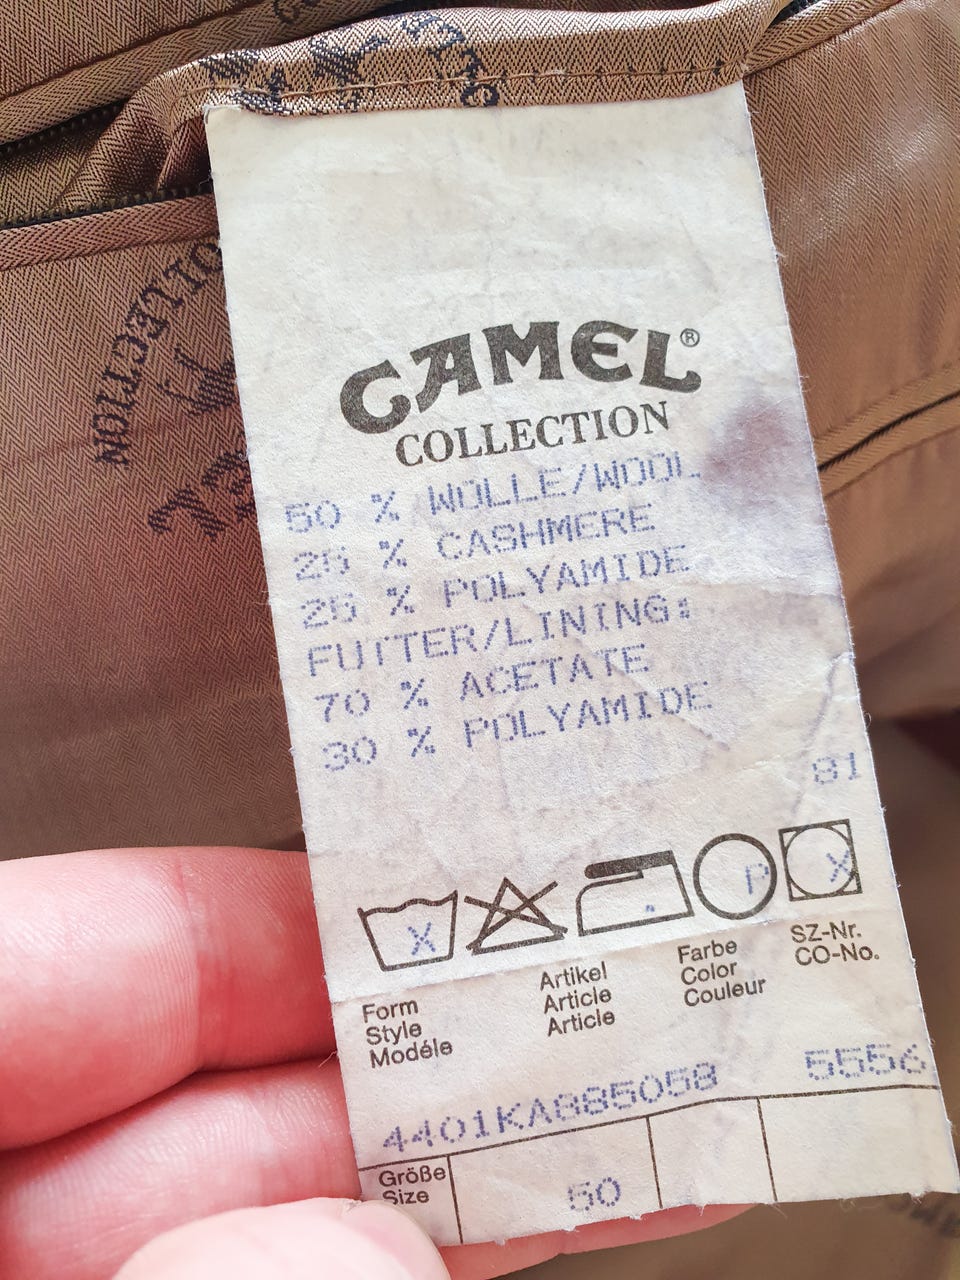 CAMEL®
COLLECTION
50 % WOLLE/WOOL
25 % CASHMERE
25 % POLYAMIDE
FUTTER/LINING:
70 % ACETATE
30 % POLYAMIDE
81
X P X
Form
Style
Modéle
Artikel
Article
Article
Farbe
Color
Couleur
SZ-Nr.
CO-No.
4401KA885058 5556
Größe
Size
50
COLLECTION